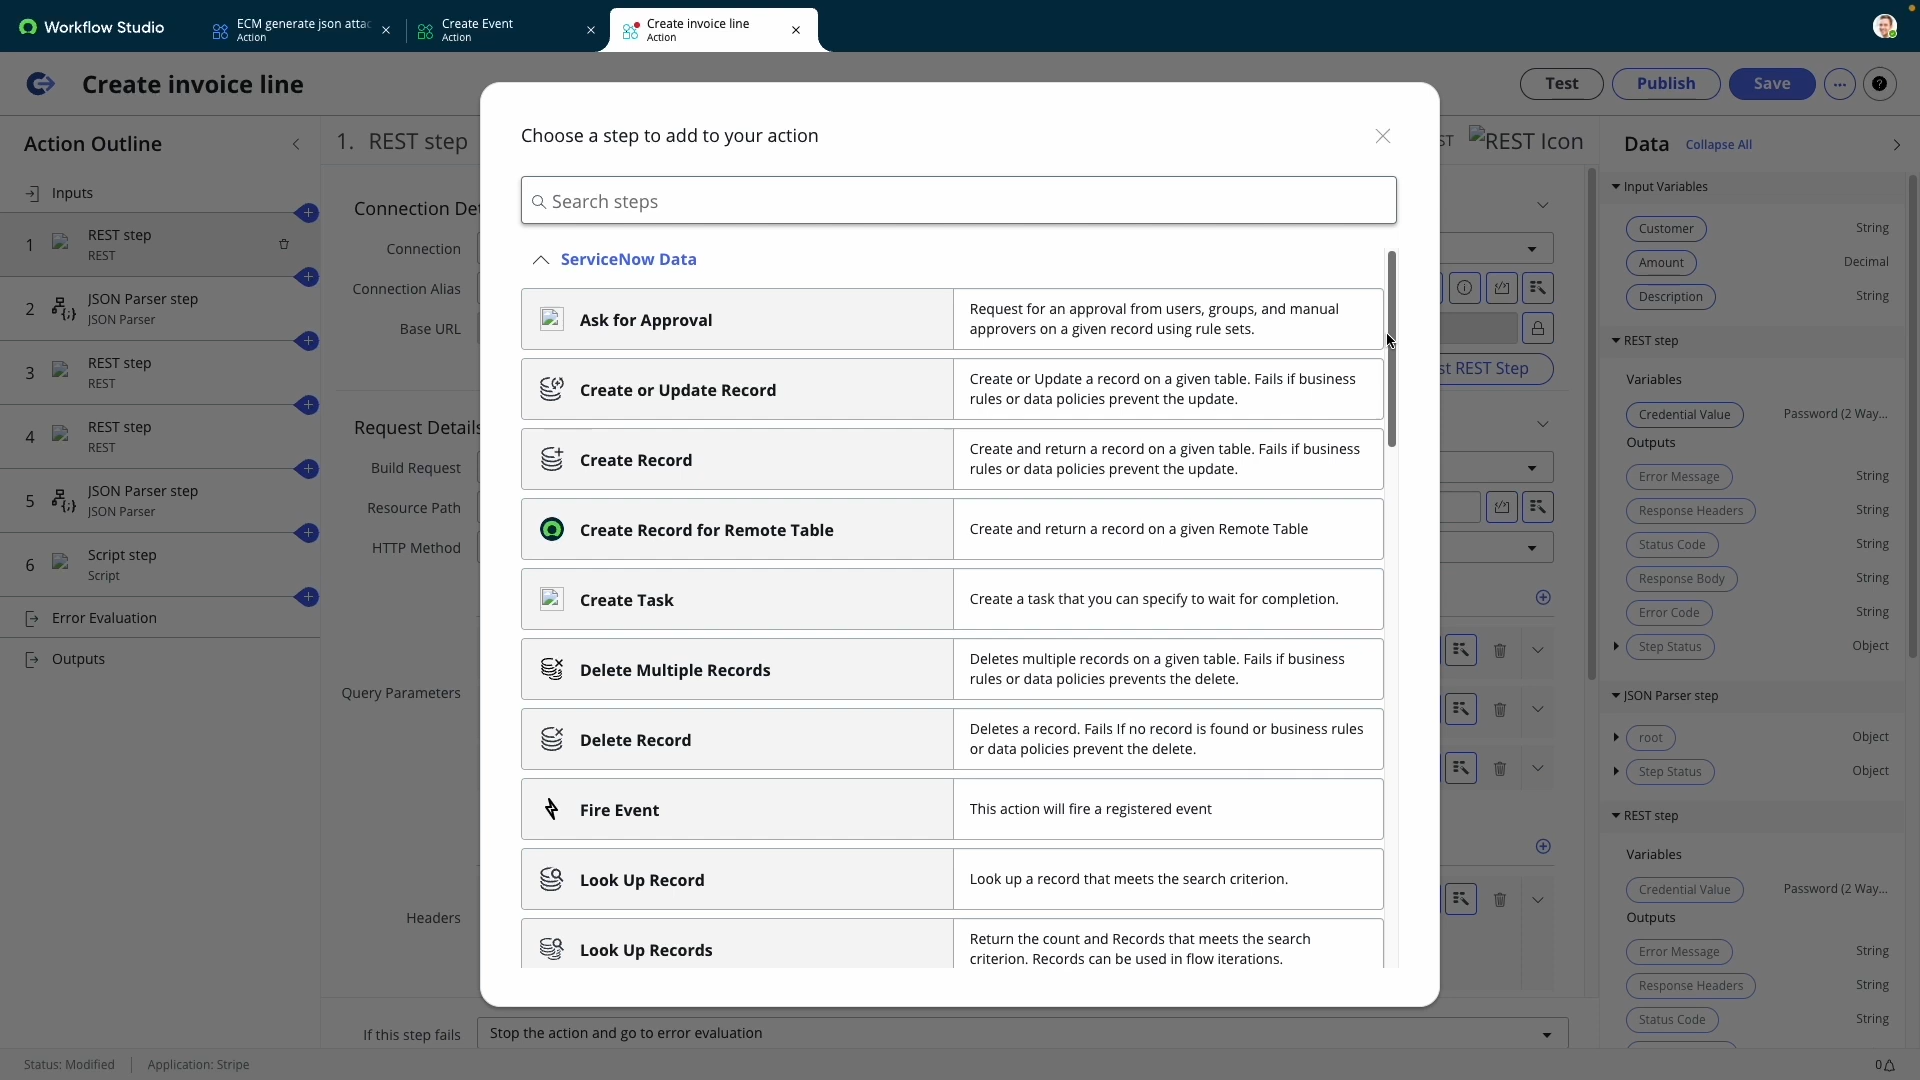 Workflow Studio
ECM generate json attac
Action
Create Event
Action
Create invoice line
Action
Create invoice line
Test
Publish
Save
Action Outline
Inputs
1
REST step
REST
2
JSON Parser step
JSON Parser
3
REST step
REST
4
REST step
REST
5
JSON Parser step
JSON Parser
6
Script step
Script
Error Evaluation
Outputs
1. REST step
ST
REST Icon
Connection Det
Connection
Connection Alias
Base URL
st REST Step
Request Details
Build Request
Resource Path
HTTP Method
Query Parameters
Headers
If this step fails
Stop the action and go to error evaluation
Choose a step to add to your action
Search steps
ServiceNow Data
Ask for Approval
Request for an approval from users, groups, and manual
approvers on a given record using rule sets.
Create or Update Record
Create or Update a record on a given table. Fails if business
rules or data policies prevent the update.
Create Record
Create and return a record on a given table. Fails if business
rules or data policies prevent the update.
Create Record for Remote Table
Create and return a record on a given Remote Table
Create Task
Create a task that you can specify to wait for completion.
Delete Multiple Records
Deletes multiple records on a given table. Fails if business
rules or data policies prevents the delete.
Delete Record
Deletes a record. Fails If no record is found or business rules
or data policies prevent the delete.
Fire Event
This action will fire a registered event
Look Up Record
Look up a record that meets the search criterion.
Look Up Records
Return the count and Records that meets the search
criterion. Records can be used in flow iterations.
Data
Collapse All
Input Variables
Customer
String
Amount
Decimal
Description
String
REST step
Variables
Credential Value
Password (2 Way...
Outputs
Error Message
String
Response Headers
String
Status Code
String
Response Body
String
Error Code
String
Step Status
Object
JSON Parser step
root
Object
Step Status
Object
REST step
Variables
Credential Value
Password (2 Way...
Outputs
Error Message
String
Response Headers
String
Status Code
String
Status: Modified
Application: Stripe
0